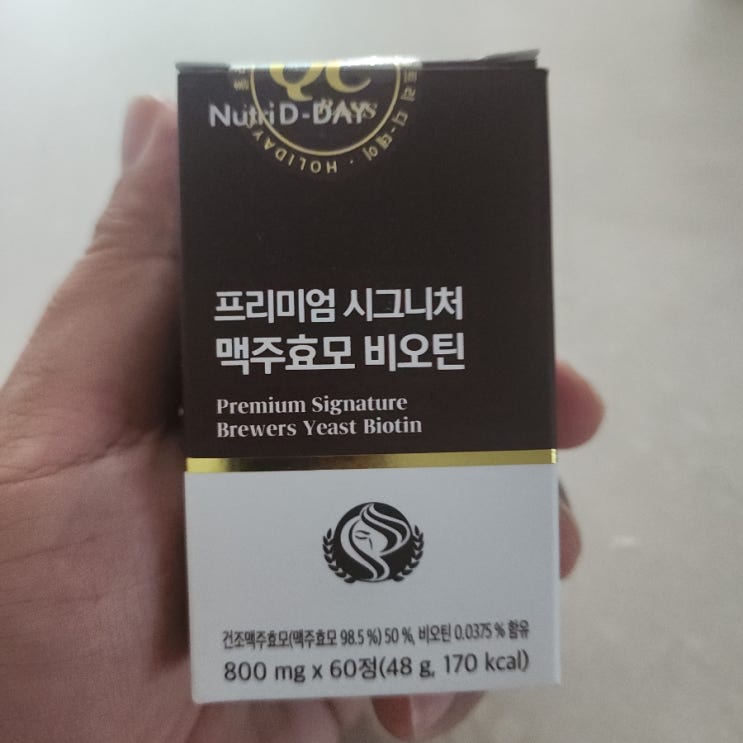 QC
Nutri D-DAY
HOLIDAY
프리미엄 시그니처
맥주효모 비오틴
Premium Signature
Brewers Yeast Biotin
건조맥주효모(맥주효모 98.5 %) 50 %, 비오틴 0.0375 % 함유
800 mg x 60정(48 g, 170 kcal)